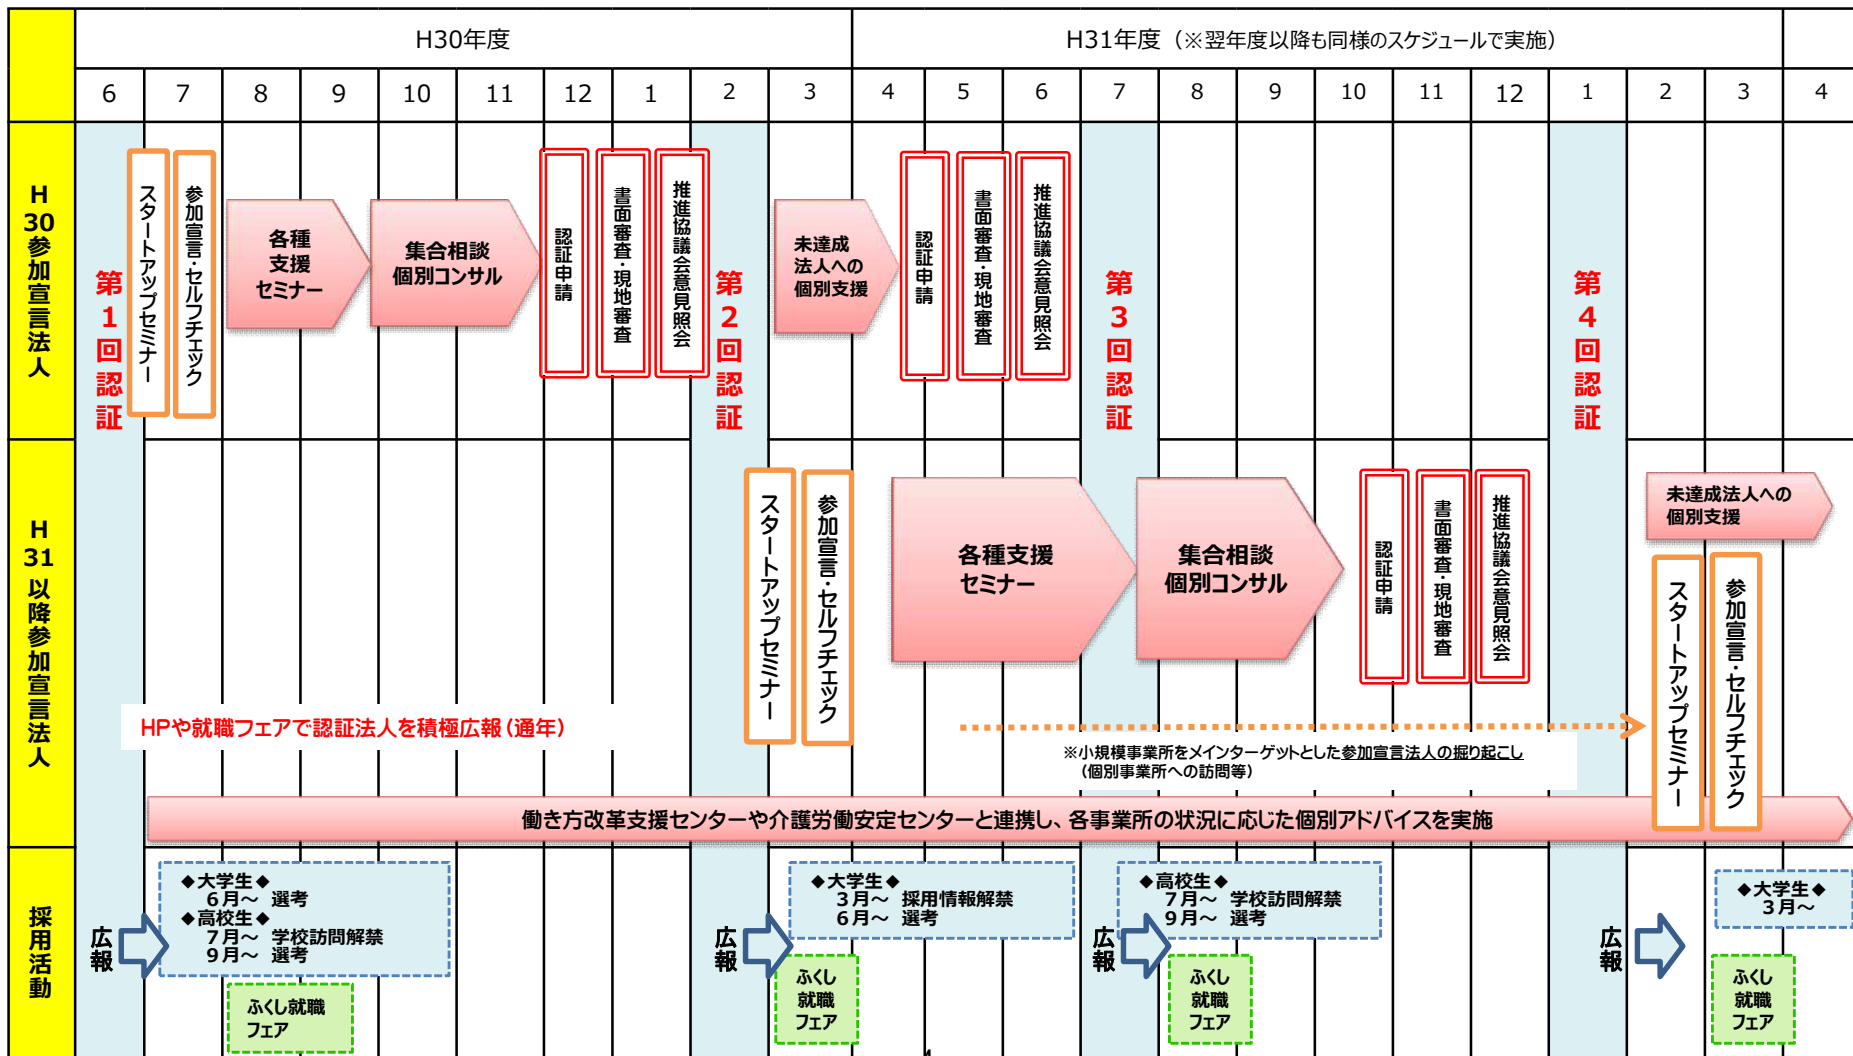 H30年度
H31年度（※翌年度以降も同様のスケジュールで実施）
6 7 8 9 10 11 12 1 2 3 4 5 6 7 8 9 10 11 12 1 2 3 4
H30参加宣言法人
第1回認証
スタートアップセミナー
参加宣言・セルフチェック
各種
支援
セミナー
集合相談
個別コンサル
認証申請
書面審査・現地審査
推進協議会意見照会
第2回認証
未達成
法人への
個別支援
認証申請
書面審査・現地審査
推進協議会意見照会
第3回認証
第4回認証
H31以降参加宣言法人
スタートアップセミナー
参加宣言・セルフチェック
各種支援
セミナー
集合相談
個別コンサル
認証申請
書面審査・現地審査
推進協議会意見照会
未達成法人への
個別支援
スタートアップセミナー
参加宣言・セルフチェック
HPや就職フェアで認証法人を積極広報（通年）
※小規模事業所をメインターゲットとした参加宣言法人の掘り起こし
（個別事業所への訪問等）
働き方改革支援センターや介護労働安定センターと連携し、各事業所の状況に応じた個別アドバイスを実施
採用活動
広報
◆大学生◆
6月～ 選考
◆高校生◆
7月～ 学校訪問解禁
9月～ 選考
ふくし就職
フェア
広報
◆大学生◆
3月～ 採用情報解禁
6月～ 選考
ふくし
就職
フェア
広報
◆高校生◆
7月～ 学校訪問解禁
9月～ 選考
ふくし
就職
フェア
広報
◆大学生◆
3月～
ふくし
就職
フェア